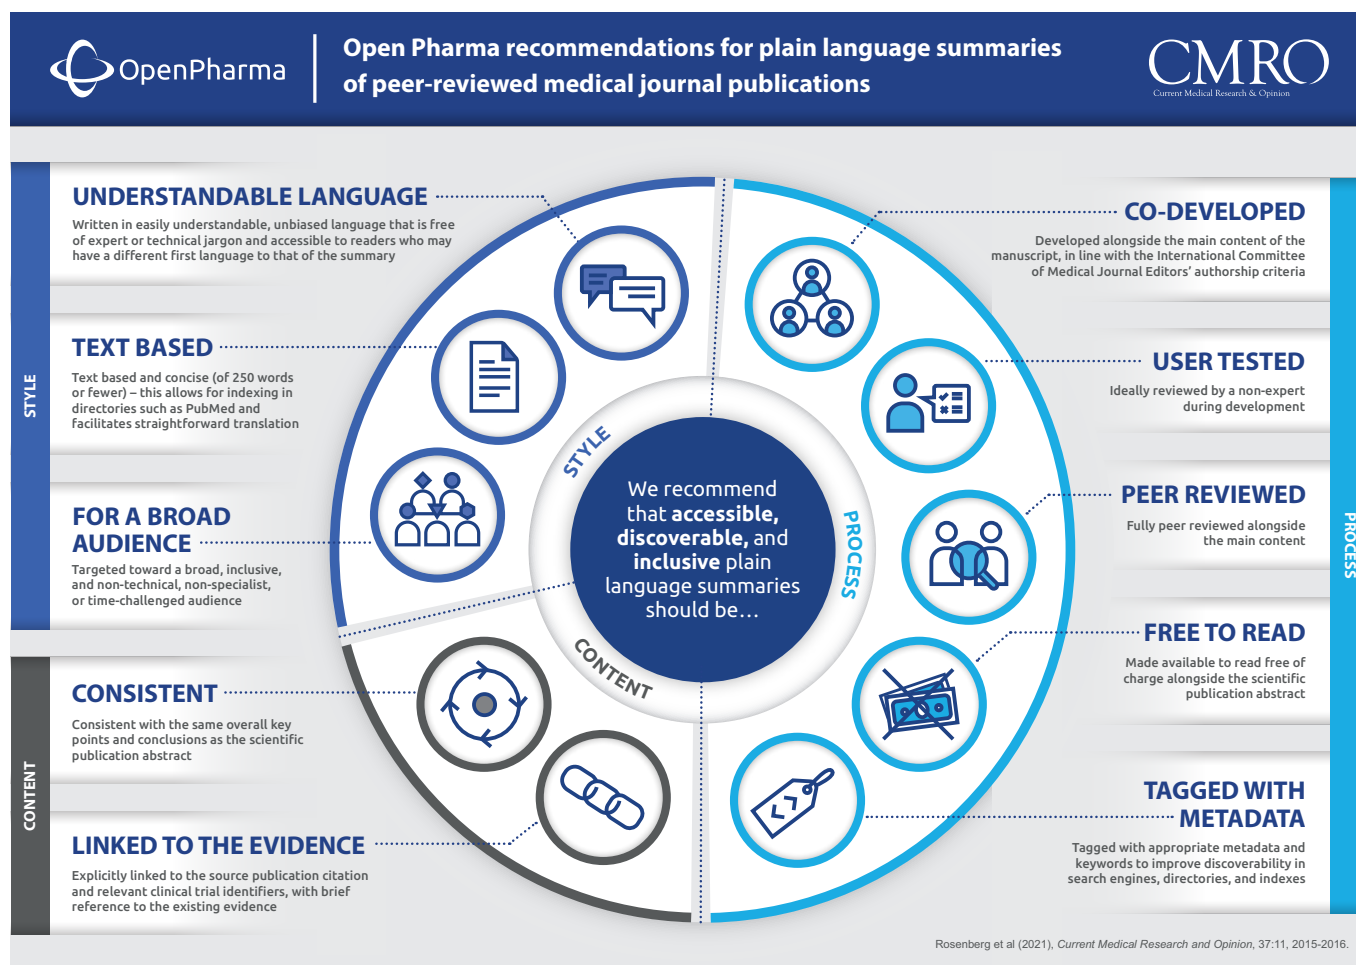 OpenPharma
Open Pharma recommendations for plain language summaries
of peer-reviewed medical journal publications
CMRO
Current Medical Research & Opinion
STYLE
UNDERSTANDABLE LANGUAGE
Written in easily understandable, unbiased language that is free
of expert or technical jargon and accessible to readers who may
have a different first language to that of the summary
TEXT BASED
Text based and concise (of 250 words
or fewer) – this allows for indexing in
directories such as PubMed and
facilitates straightforward translation
FOR A BROAD
AUDIENCE
Targeted toward a broad, inclusive,
and non-technical, non-specialist,
or time-challenged audience
CONTENT
CONSISTENT
Consistent with the same overall key
points and conclusions as the scientific
publication abstract
LINKED TO THE EVIDENCE
Explicitly linked to the source publication citation
and relevant clinical trial identifiers, with brief
reference to the existing evidence
STYLE
PROCESS
CONTENT
We recommend
that accessible,
discoverable, and
inclusive plain
language summaries
should be...
PROCESS
CO-DEVELOPED
Developed alongside the main content of the
manuscript, in line with the International Committee
of Medical Journal Editors’ authorship criteria
USER TESTED
Ideally reviewed by a non-expert
during development
PEER REVIEWED
Fully peer reviewed alongside
the main content
FREE TO READ
Made available to read free of
charge alongside the scientific
publication abstract
TAGGED WITH
METADATA
Tagged with appropriate metadata and
keywords to improve discoverability in
search engines, directories, and indexes
Rosenberg et al (2021), Current Medical Research and Opinion, 37:11, 2015-2016.